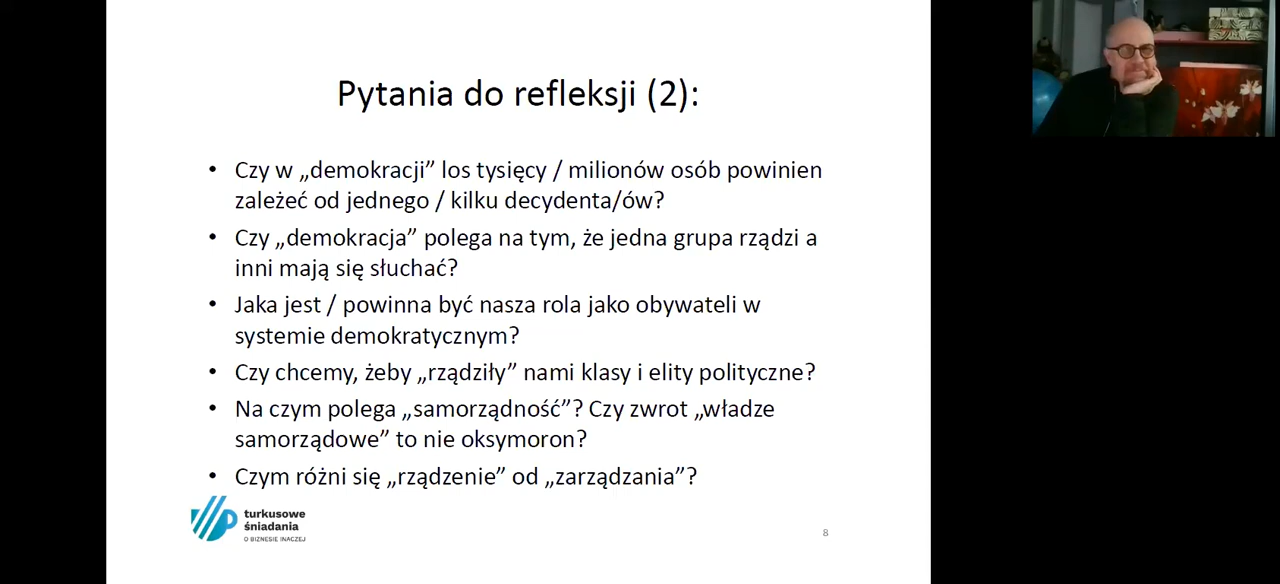 Pytania do refleksji (2):
• Czy w „demokracji” los tysięcy / milionów osób powinien
zależeć od jednego / kilku decydenta/ów?
• Czy „demokracja” polega na tym, że jedna grupa rządzi a
inni mają się słuchać?
• Jaka jest / powinna być nasza rola jako obywateli w
systemie demokratycznym?
• Czy chcemy, żeby „rządziły” nami klasy i elity polityczne?
• Na czym polega „samorządność”? Czy zwrot „władze
samorządowe” to nie oksymoron?
• Czym różni się „rządzenie” od „zarządzania”?
turkusowe
śniadania
O BIZNESIE INACZEJ
8